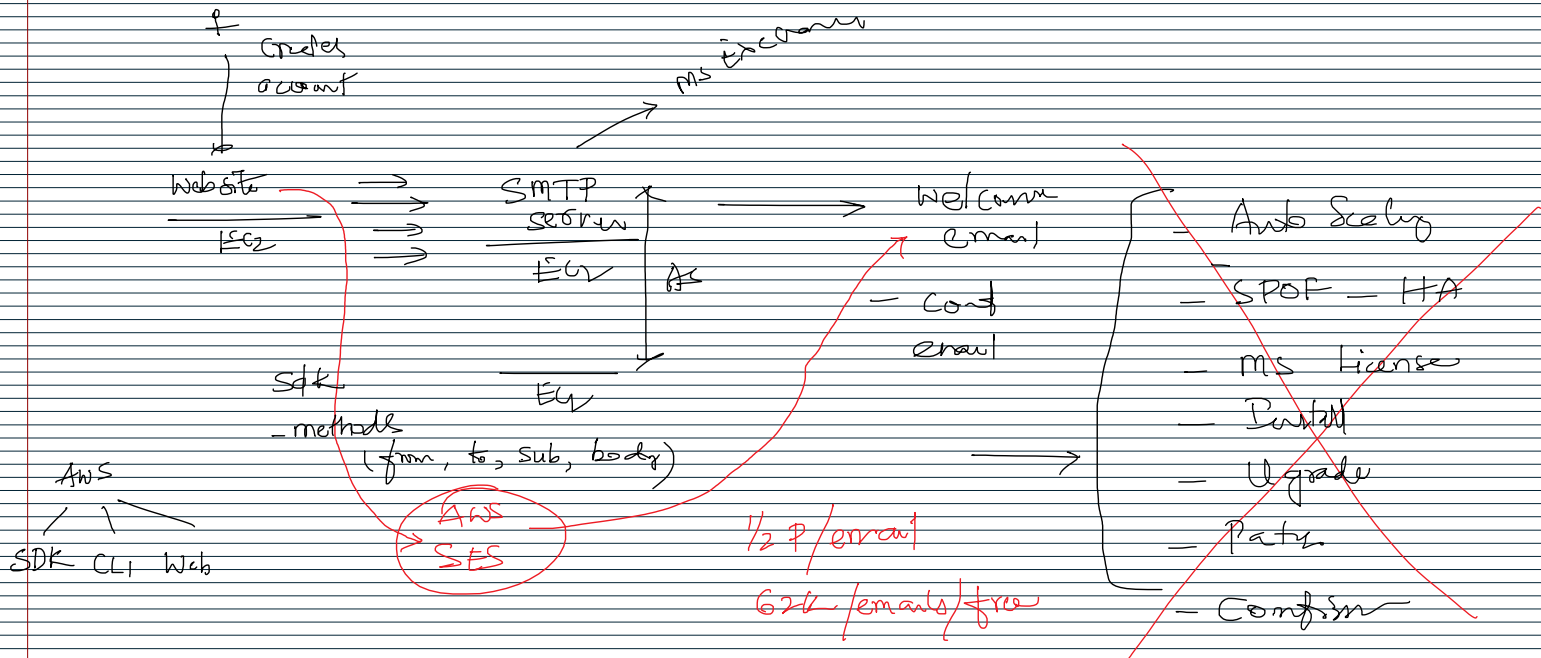 creates
account
MS Exchange
Website
EC2
SMTP
server
EC2
AS
EC2
Welcome
email
- conf
email
- Auto Scaling
- SPOF - HA
- MS License
- Install
- Ugrade
- Patch
- Config
sdk
- methods
(from, to, sub, body)
AWS
SDK CLI Web
AWS
SES
1/2 P/email
62K/emails/free